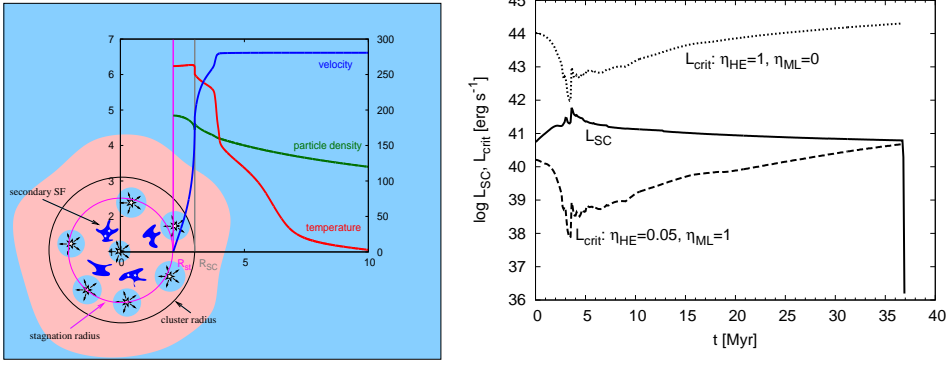 7
6
5
4
3
2
1
0
300
250
200
150
100
50
0
0
5
10
velocity
particle density
temperature
R_st
R_SC
secondary SF
cluster radius
stagnation radius
44
43
42
41
40
39
38
37
36
0
5
10
15
20
25
30
35
40
log L_SC, L_crit [erg s⁻¹]
t [Myr]
L_crit: η_HE=1, η_ML=0
L_SC
L_crit: η_HE=0.05, η_ML=1